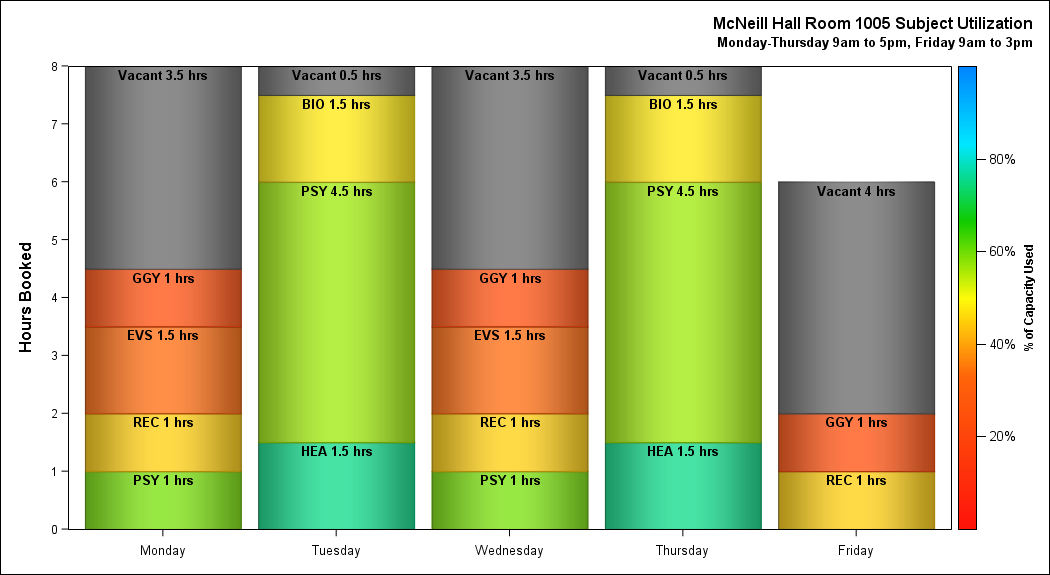 McNeill Hall Room 1005 Subject Utilization
Monday-Thursday 9am to 5pm, Friday 9am to 3pm
Hours Booked
8
7
6
5
4
3
2
1
0
Vacant 3.5 hrs
GGY 1 hrs
EVS 1.5 hrs
REC 1 hrs
PSY 1 hrs
Vacant 0.5 hrs
BIO 1.5 hrs
PSY 4.5 hrs
HEA 1.5 hrs
Vacant 3.5 hrs
GGY 1 hrs
EVS 1.5 hrs
REC 1 hrs
PSY 1 hrs
Vacant 0.5 hrs
BIO 1.5 hrs
PSY 4.5 hrs
HEA 1.5 hrs
Vacant 4 hrs
GGY 1 hrs
REC 1 hrs
Monday Tuesday Wednesday Thursday Friday
80%
60%
40%
20%
% of Capacity Used